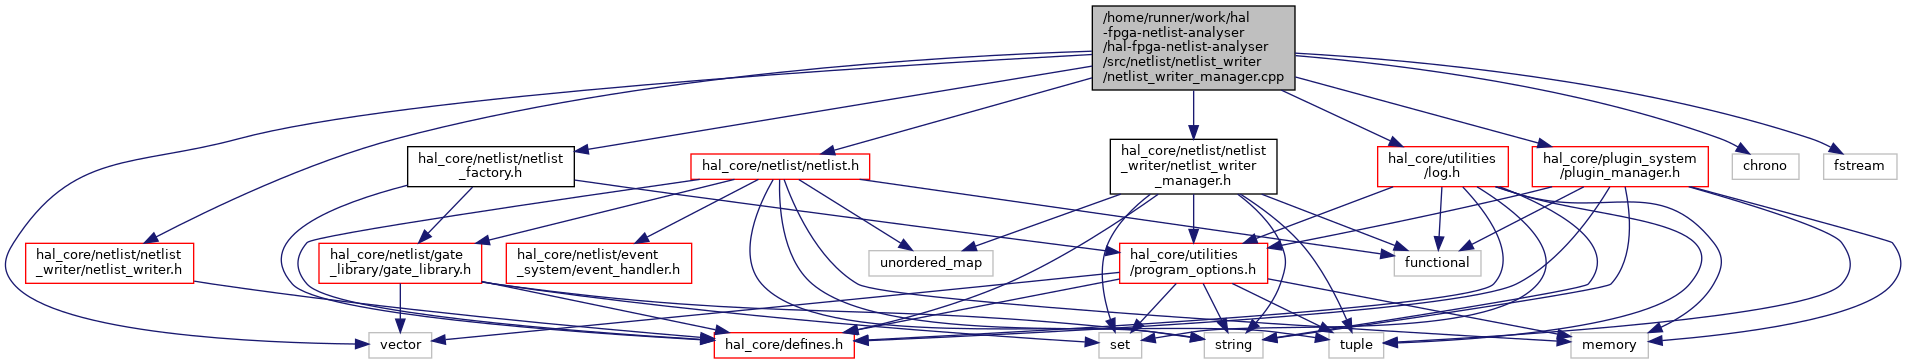 /home/runner/work/hal
-fpga-netlist-analyser
/hal-fpga-netlist-analyser
/src/netlist/netlist_writer
/netlist_writer_manager.cpp
hal_core/netlist/netlist
_factory.h
hal_core/netlist/netlist.h
hal_core/netlist/netlist
_writer/netlist_writer
_manager.h
hal_core/utilities
/log.h
hal_core/plugin_system
/plugin_manager.h
chrono
fstream
hal_core/netlist/netlist
_writer/netlist_writer.h
hal_core/netlist/gate
_library/gate_library.h
hal_core/netlist/event
_system/event_handler.h
unordered_map
hal_core/utilities
/program_options.h
functional
vector
hal_core/defines.h
set
string
tuple
memory